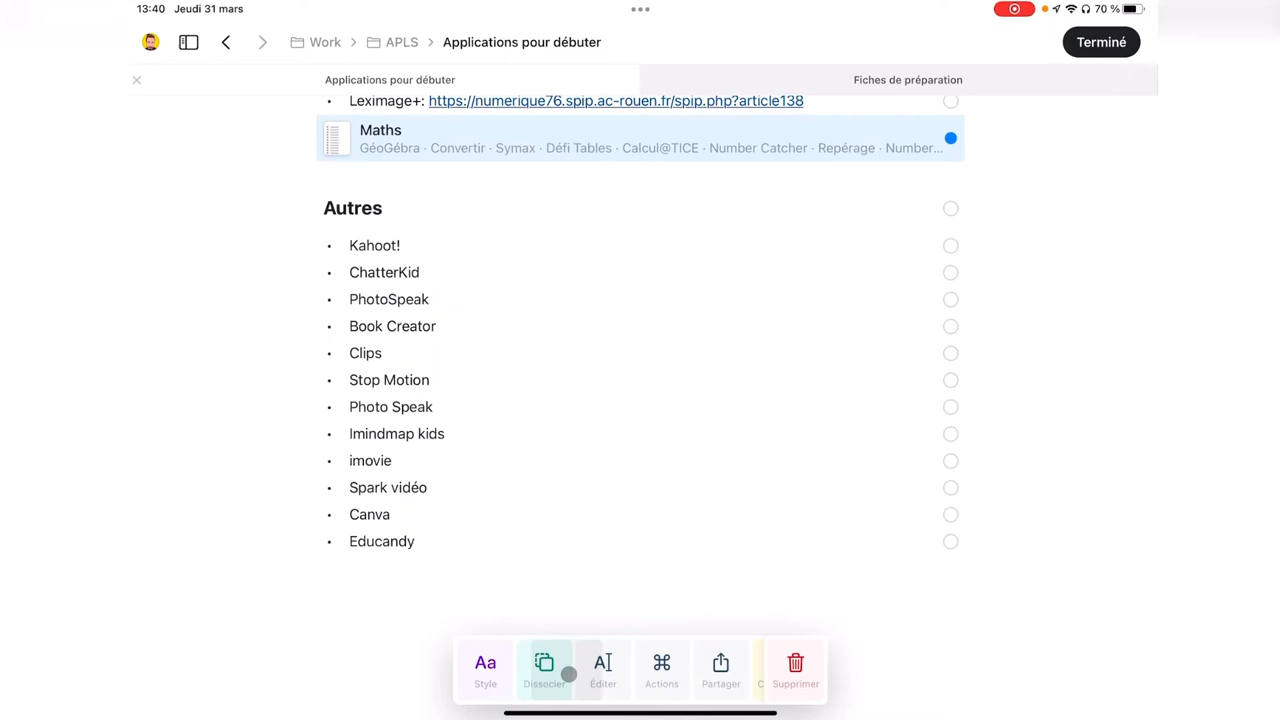 13:40 Jeudi 31 mars
70 %
Work > APLS > Applications pour débuter
Terminé
Applications pour débuter
Fiches de préparation
• Leximage+: https://numerique76.spip.ac-rouen.fr/spip.php?article138
Maths
GéoGébra · Convertir · Symax · Défi Tables · Calcul@TICE · Number Catcher · Repérage · Number...
Autres
• Kahoot!
• ChatterKid
• PhotoSpeak
• Book Creator
• Clips
• Stop Motion
• Photo Speak
• Imindmap kids
• imovie
• Spark vidéo
• Canva
• Educandy
Aa
Style
Dissocier
Éditer
Actions
Partager
C
Supprimer